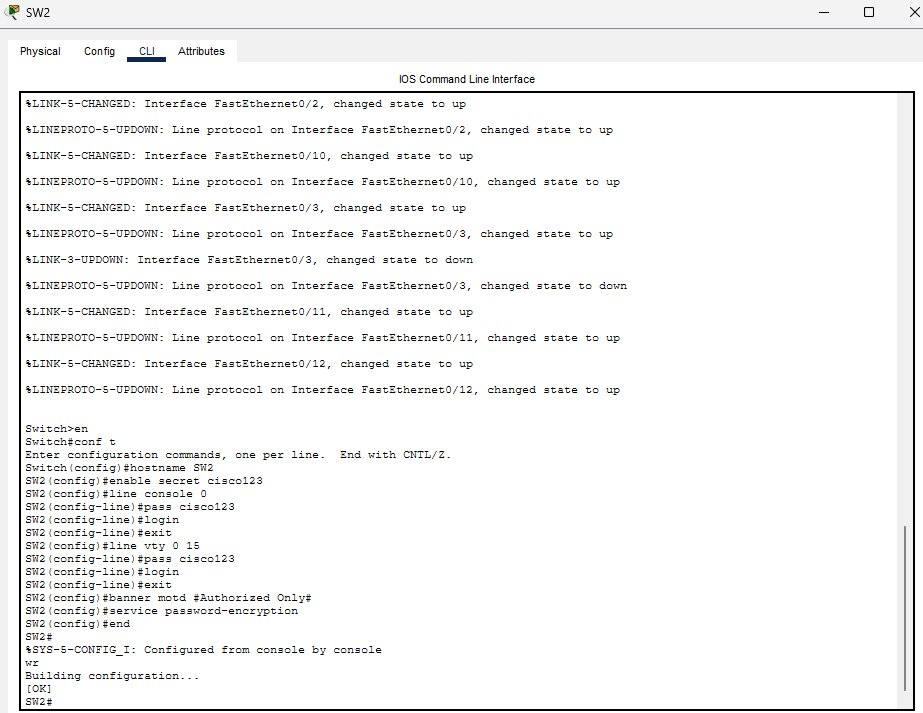 SW2
Physical Config CLI Attributes
IOS Command Line Interface
%LINK-5-CHANGED: Interface FastEthernet0/2, changed state to up
%LINEPROTO-5-UPDOWN: Line protocol on Interface FastEthernet0/2, changed state to up
%LINK-5-CHANGED: Interface FastEthernet0/10, changed state to up
%LINEPROTO-5-UPDOWN: Line protocol on Interface FastEthernet0/10, changed state to up
%LINK-5-CHANGED: Interface FastEthernet0/3, changed state to up
%LINEPROTO-5-UPDOWN: Line protocol on Interface FastEthernet0/3, changed state to up
%LINK-3-UPDOWN: Interface FastEthernet0/3, changed state to down
%LINEPROTO-5-UPDOWN: Line protocol on Interface FastEthernet0/3, changed state to down
%LINK-5-CHANGED: Interface FastEthernet0/11, changed state to up
%LINEPROTO-5-UPDOWN: Line protocol on Interface FastEthernet0/11, changed state to up
%LINK-5-CHANGED: Interface FastEthernet0/12, changed state to up
%LINEPROTO-5-UPDOWN: Line protocol on Interface FastEthernet0/12, changed state to up
Switch>en
Switch#conf t
Enter configuration commands, one per line.  End with CNTL/Z.
Switch(config)#hostname SW2
SW2(config)#enable secret cisco123
SW2(config)#line console 0
SW2(config-line)#pass cisco123
SW2(config-line)#login
SW2(config-line)#exit
SW2(config)#line vty 0 15
SW2(config-line)#pass cisco123
SW2(config-line)#login
SW2(config-line)#exit
SW2(config)#banner motd #Authorized Only#
SW2(config)#service password-encryption
SW2(config)#end
SW2#
%SYS-5-CONFIG_I: Configured from console by console
wr
Building configuration...
[OK]
SW2#